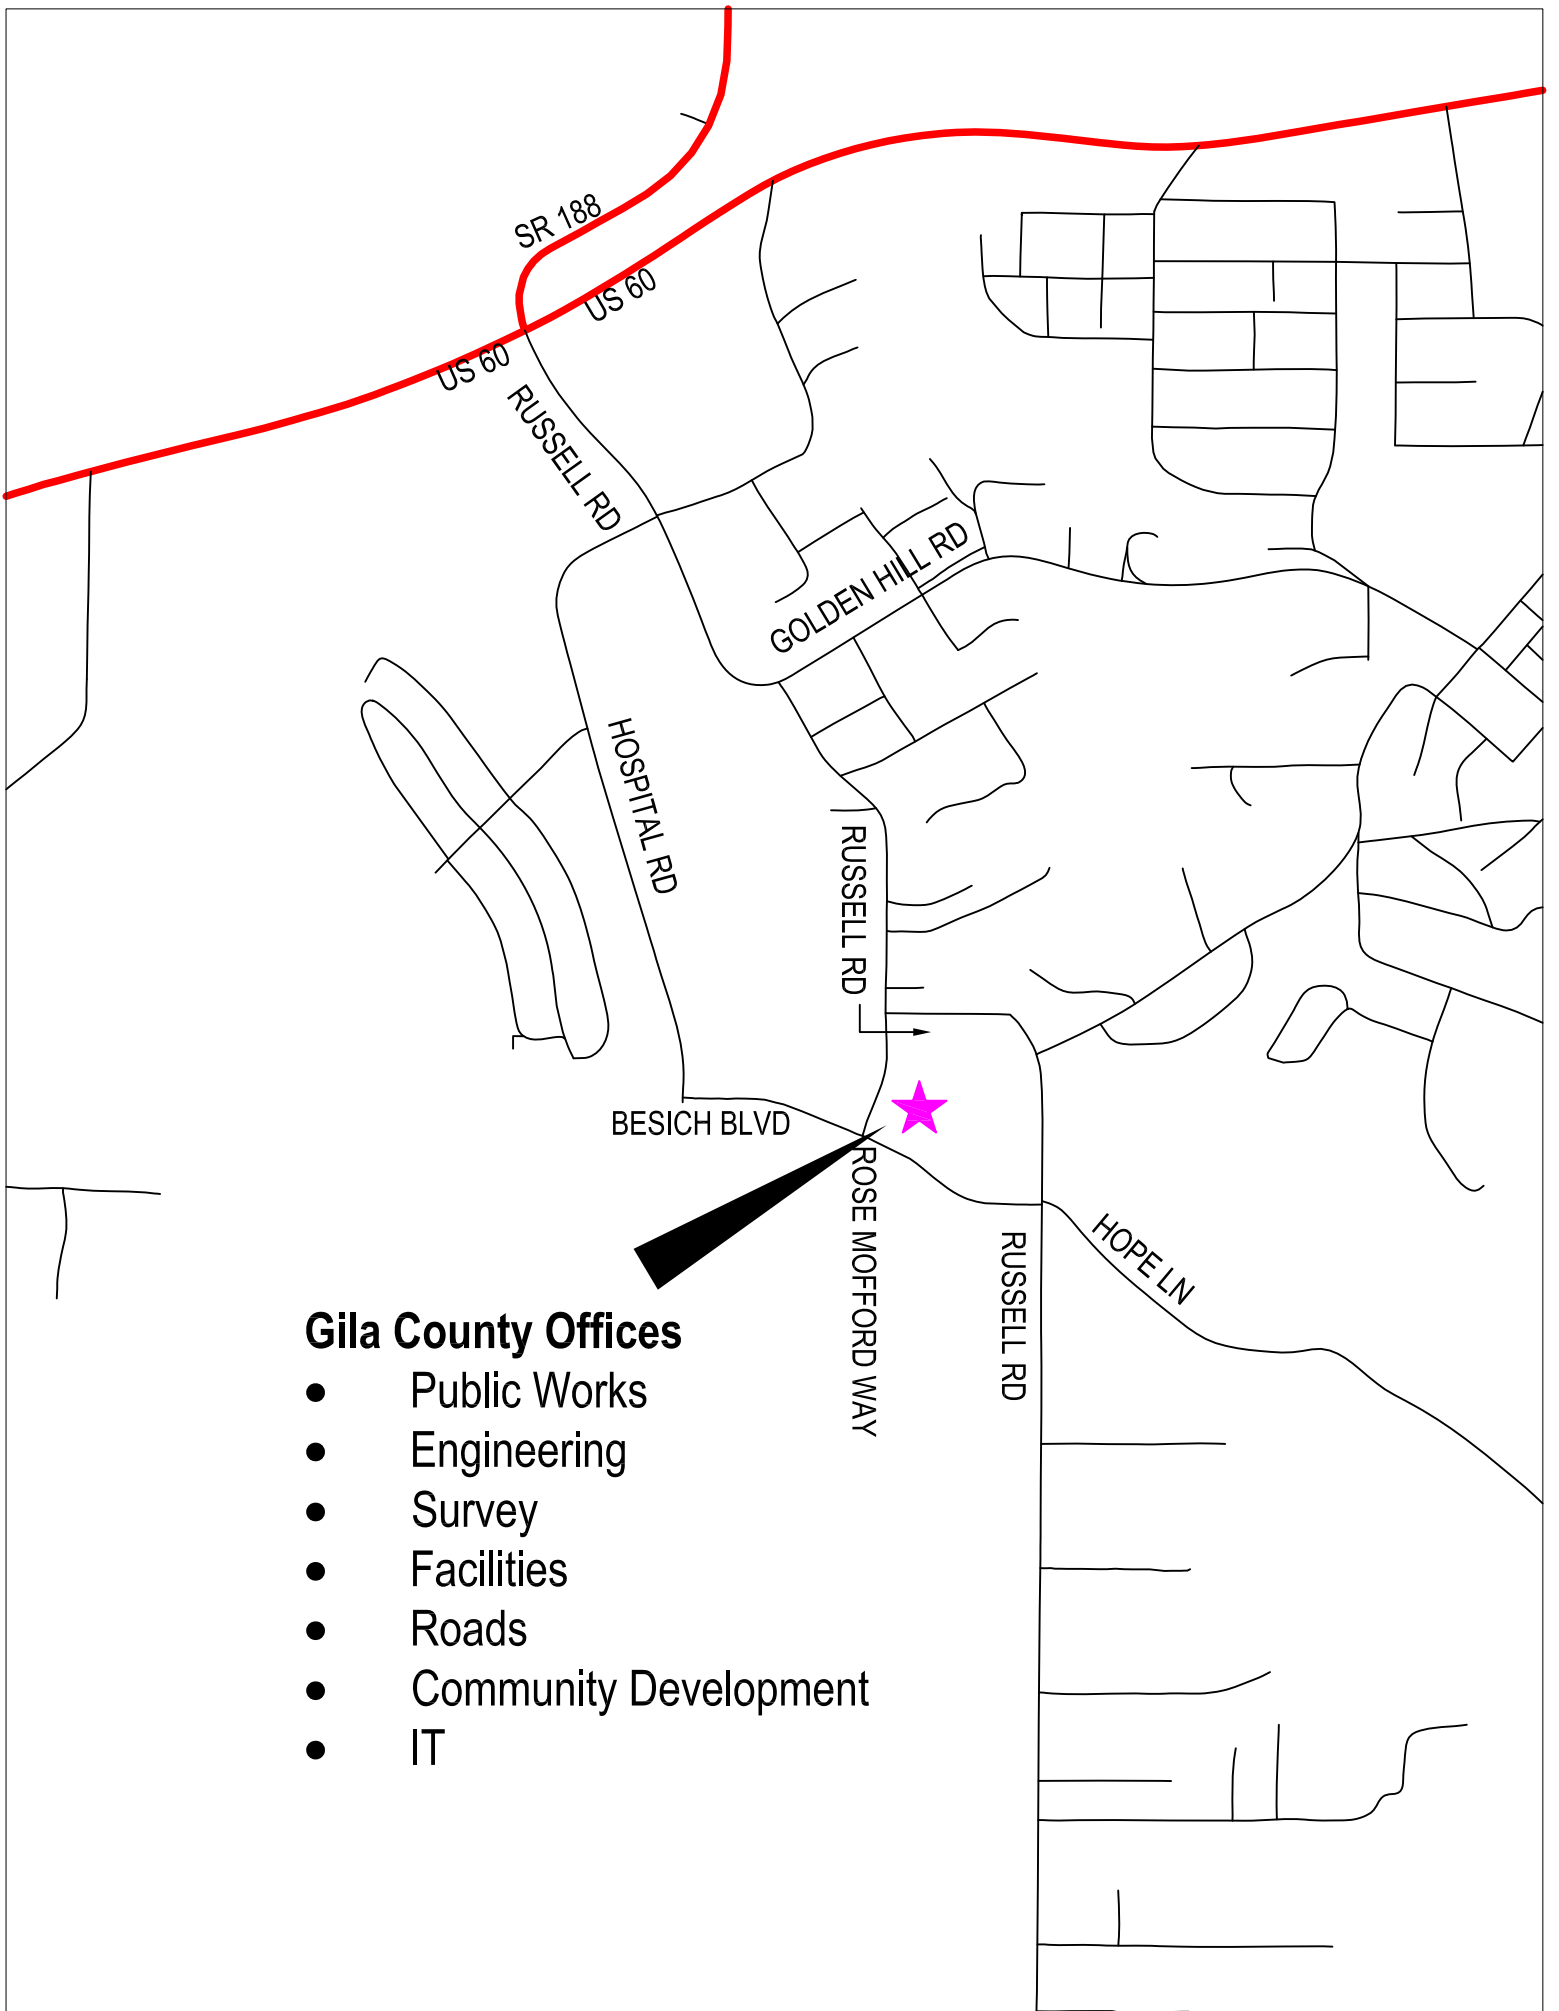 SR 188
US 60
US 60
RUSSELL RD
GOLDEN HILL RD
HOSPITAL RD
RUSSELL RD
BESICH BLVD
ROSE MOFFORD WAY
RUSSELL RD
HOPE LN
Gila County Offices
● Public Works
● Engineering
● Survey
● Facilities
● Roads
● Community Development
● IT